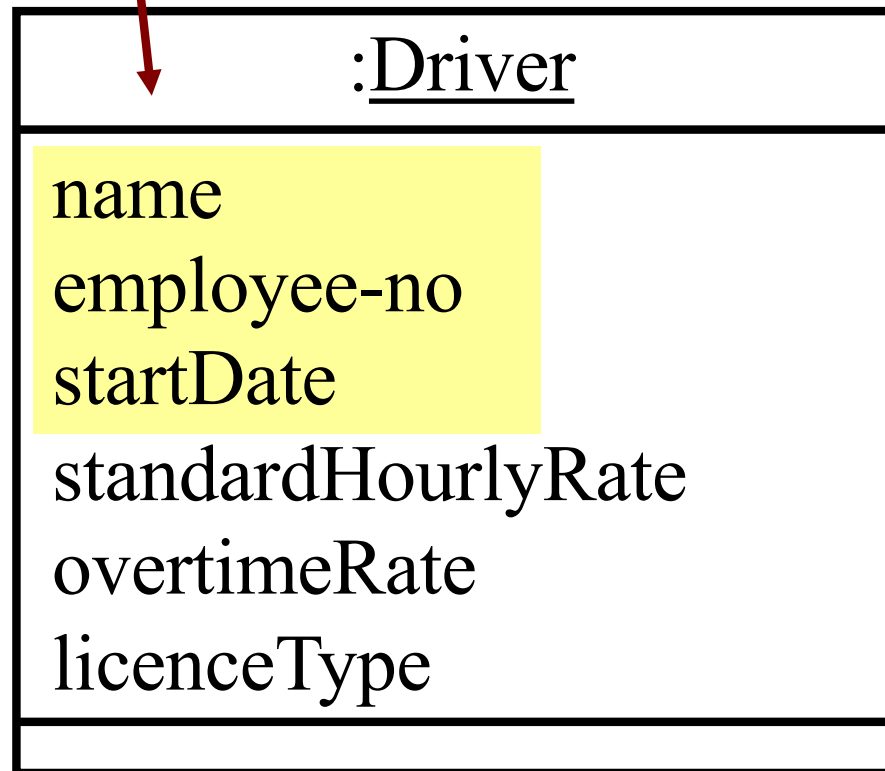 :Driver
name
employee-no
startDate
standardHourlyRate
overtimeRate
licenceType